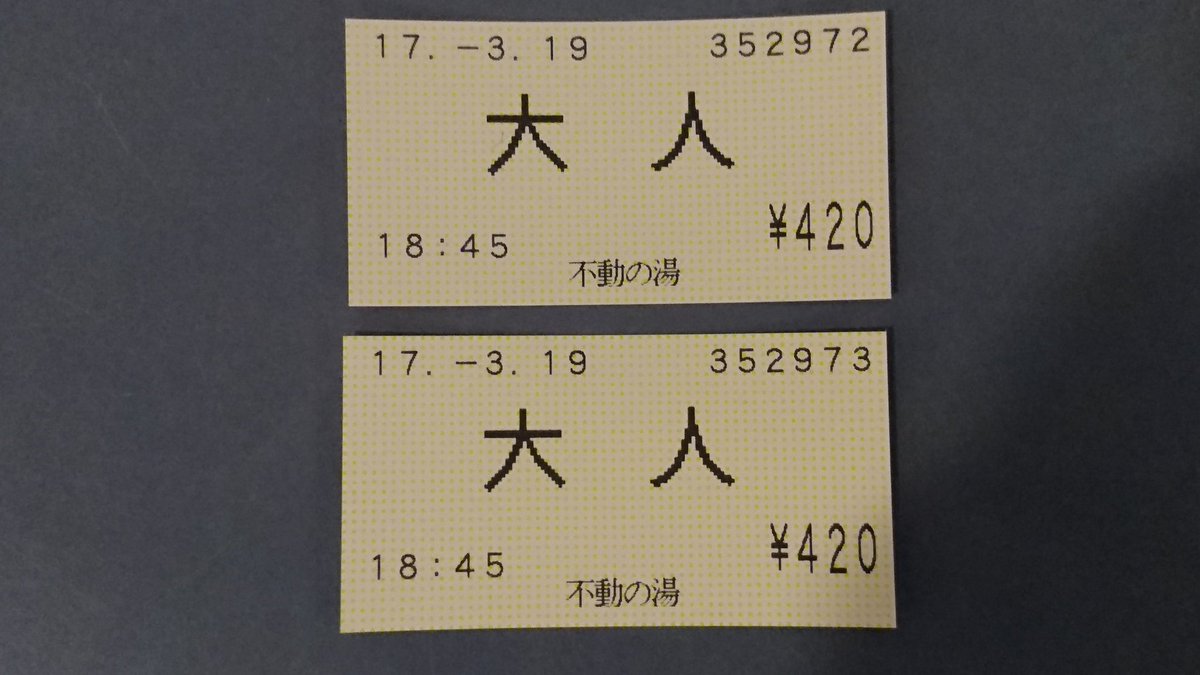 17. -3. 19 352972
大 人
¥420
18:45
不動の湯
17. -3. 19 352973
大 人
¥420
18:45
不動の湯